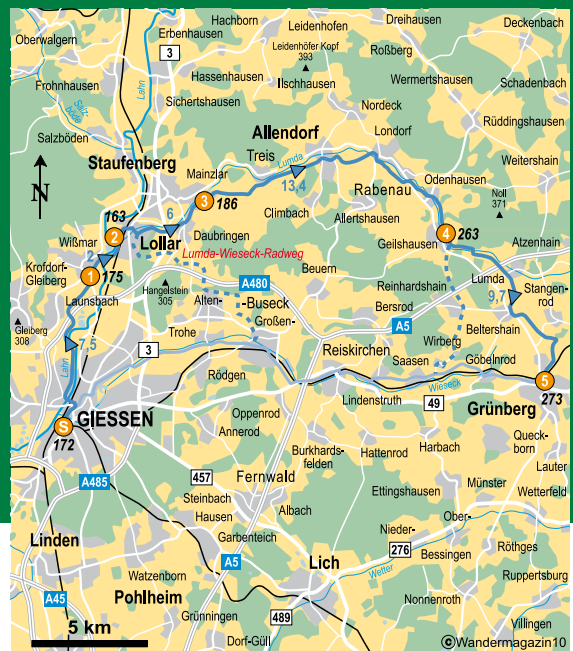 Hachborn
Leidenhofen
Dreihausen
Deckenbach
Oberwalgern
Erbenhausen
3
Leidenhöfer Kopf
393
Roßberg
Lahn
Hassenhausen
Ilschhausen
Wermertshausen
Schadenbach
Frohnhausen
Sichertshausen
Nordeck
Rüddingshausen
Salz-
böde
Salzböden
Allendorf
Londorf
Weitershain
Staufenberg
Treis
Lumda
N
Mainzlar
13,4
Odenhausen
Noll
371
3
186
Rabenau
163
6
Climbach
Allertshausen
4
263
Wißmar
2
Lollar
Daubringen
Geilshausen
Atzenhain
2
Lumda-Wieseck-Radweg
Krofdorf-
Gleiberg
1
175
Beuern
Reinhardshain
Lumda
Stangen-
rod
Launsbach
Hangelstein
305
A480
Alten-
-Buseck
Bersrod
9,7
Gleiberg
308
Großen-
A5
Beltershain
Trohe
Wirberg
7,5
3
Reiskirchen
Saasen
Göbelnrod
Lahn
Rödgen
Lindenstruth
Wieseck
5
273
S
GIESSEN
172
Oppenrod
49
Grünberg
Annerod
Queck-
born
Burkhards-
felden
Hattenrod
Harbach
Lauter
A485
457
Fernwald
Ettingshausen
Münster
Wetterfeld
Steinbach
Albach
Ober-
Hausen
Nieder-
Linden
Garbenteich
276
Bessingen
Röthges
A5
Lich
Wetter
Watzenborn
Ruppertsburg
A45
Pohlheim
Nonnenroth
Grüningen
489
Villingen
5 km
Dorf-Güll
©Wandermagazin10